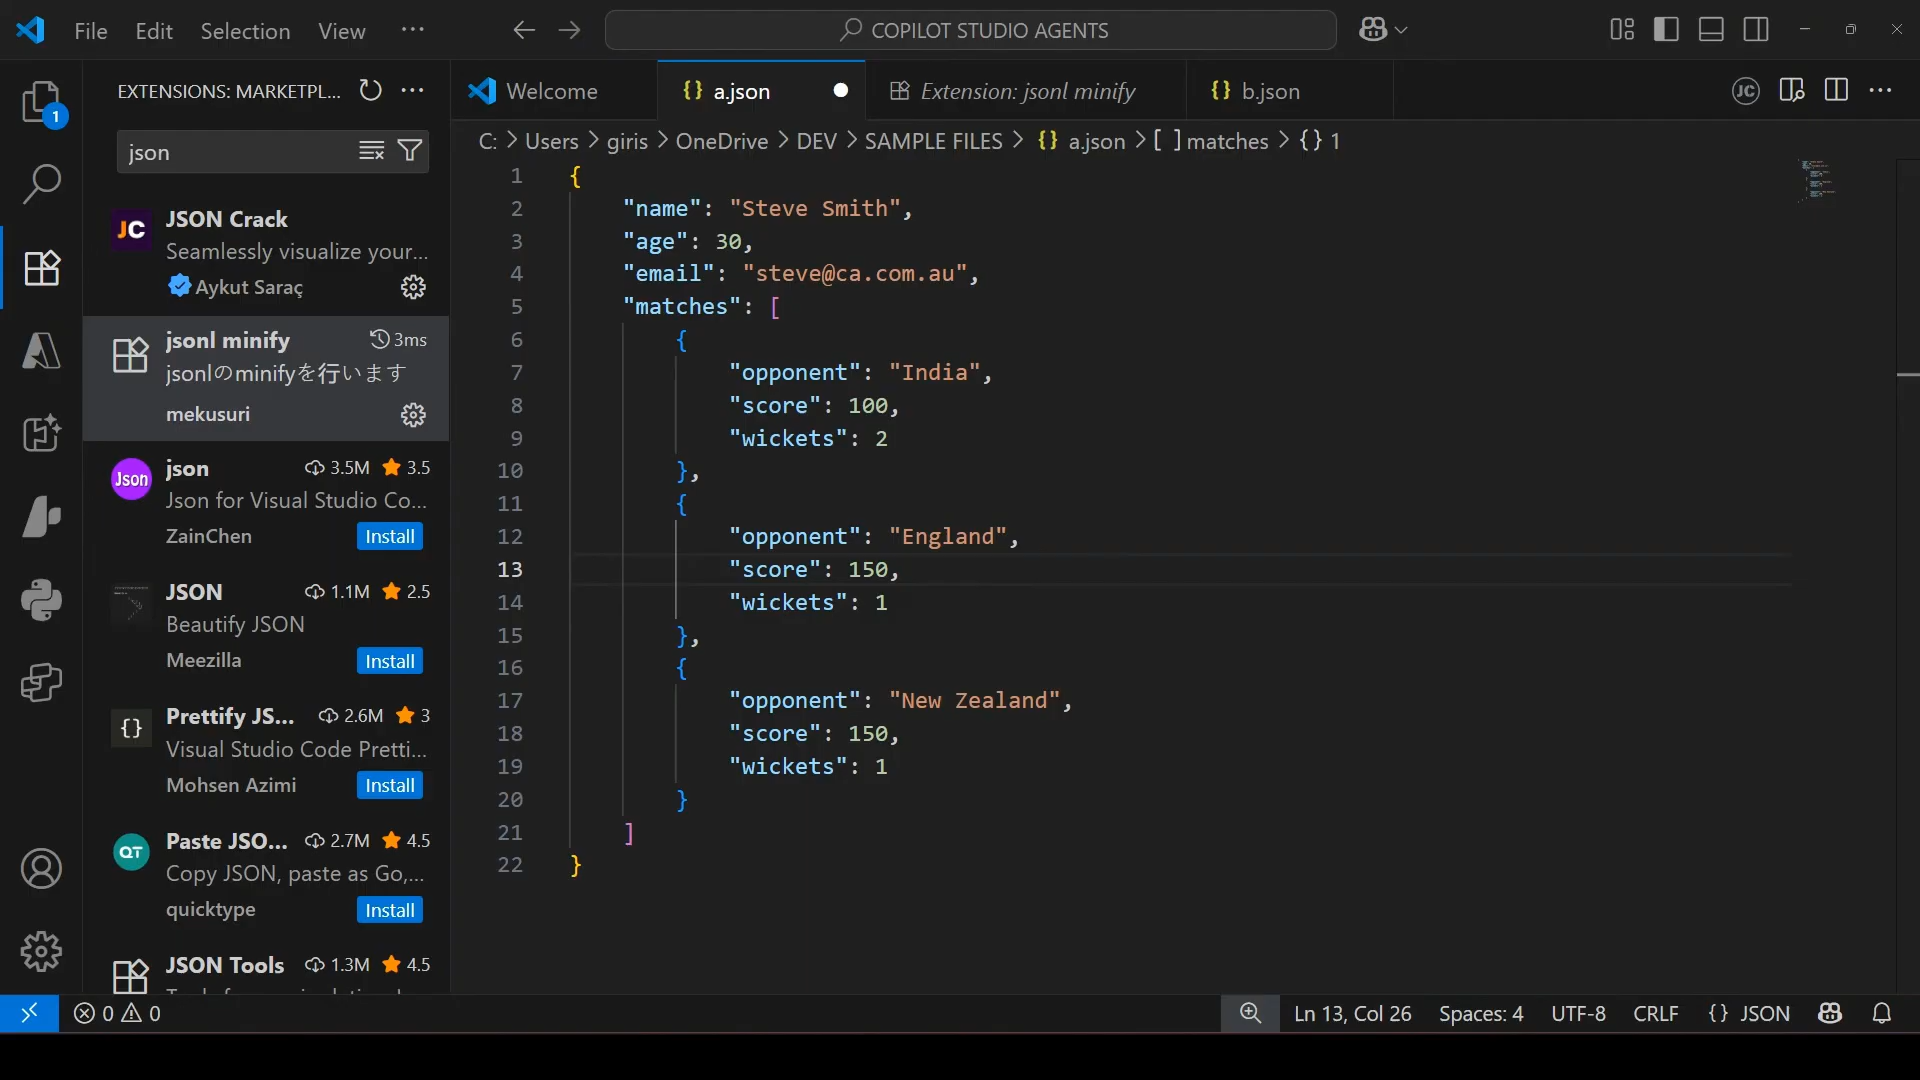 File Edit Selection View ···
COPILOT STUDIO AGENTS
EXTENSIONS: MARKETPL...
1
json
JSON Crack
Seamlessly visualize your...
Aykut Saraç
jsonl minify 3ms
jsonlのminifyを行います
mekusuri
json 3.5M 3.5
Json for Visual Studio Co...
ZainChen Install
JSON 1.1M 2.5
Beautify JSON
Meezilla Install
Prettify JS... 2.6M 3
Visual Studio Code Pretti...
Mohsen Azimi Install
Paste JSO... 2.7M 4.5
Copy JSON, paste as Go,...
quicktype Install
JSON Tools 1.3M 4.5
JC
Json
{}
QT
Welcome {} a.json Extension: jsonl minify {} b.json JC
C: > Users > giris > OneDrive > DEV > SAMPLE FILES > {} a.json > [ ] matches > {} 1
1 {
2 "name": "Steve Smith",
3 "age": 30,
4 "email": "steve@ca.com.au",
5 "matches": [
6 {
7 "opponent": "India",
8 "score": 100,
9 "wickets": 2
10 },
11 {
12 "opponent": "England",
13 "score": 150,
14 "wickets": 1
15 },
16 {
17 "opponent": "New Zealand",
18 "score": 150,
19 "wickets": 1
20 }
21 ]
22 }
0 0 Ln 13, Col 26 Spaces: 4 UTF-8 CRLF {} JSON